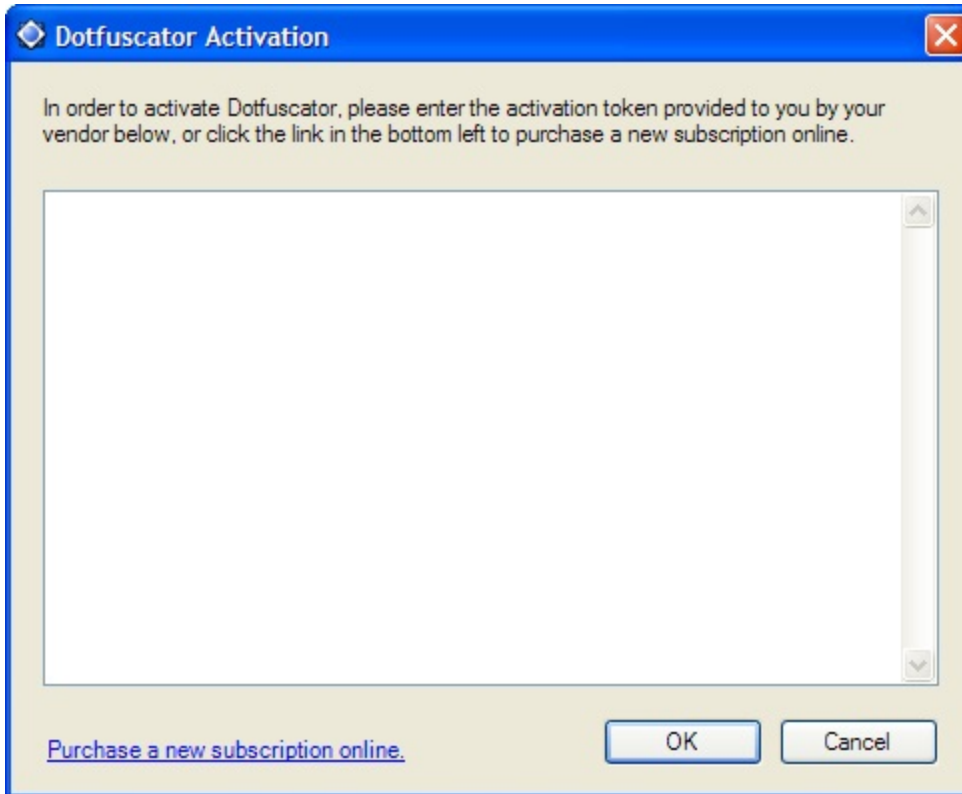 Dotfuscator Activation
In order to activate Dotfuscator, please enter the activation token provided to you by your
vendor below, or click the link in the bottom left to purchase a new subscription online.
Purchase a new subscription online.
OK
Cancel